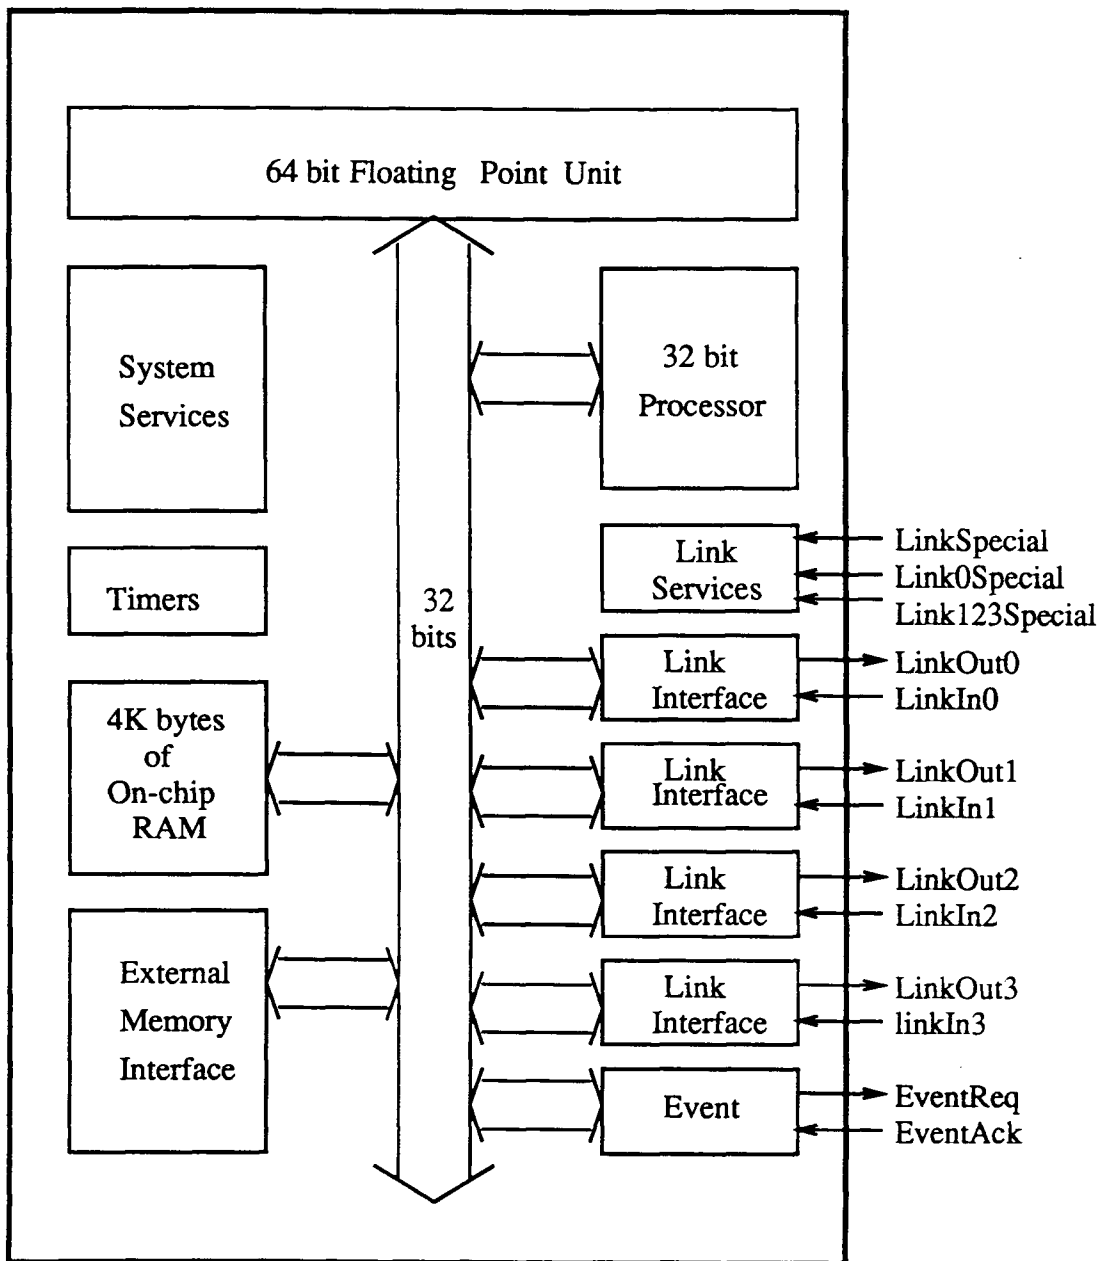 64 bit Floating Point Unit
System
Services
32 bit
Processor
Timers
32
bits
Link
Services
LinkSpecial
Link0Special
Link123Special
Link
Interface
LinkOut0
LinkIn0
4K bytes
of
On-chip
RAM
Link
Interface
LinkOut1
LinkIn1
Link
Interface
LinkOut2
LinkIn2
External
Memory
Interface
Link
Interface
LinkOut3
linkIn3
Event
EventReq
EventAck